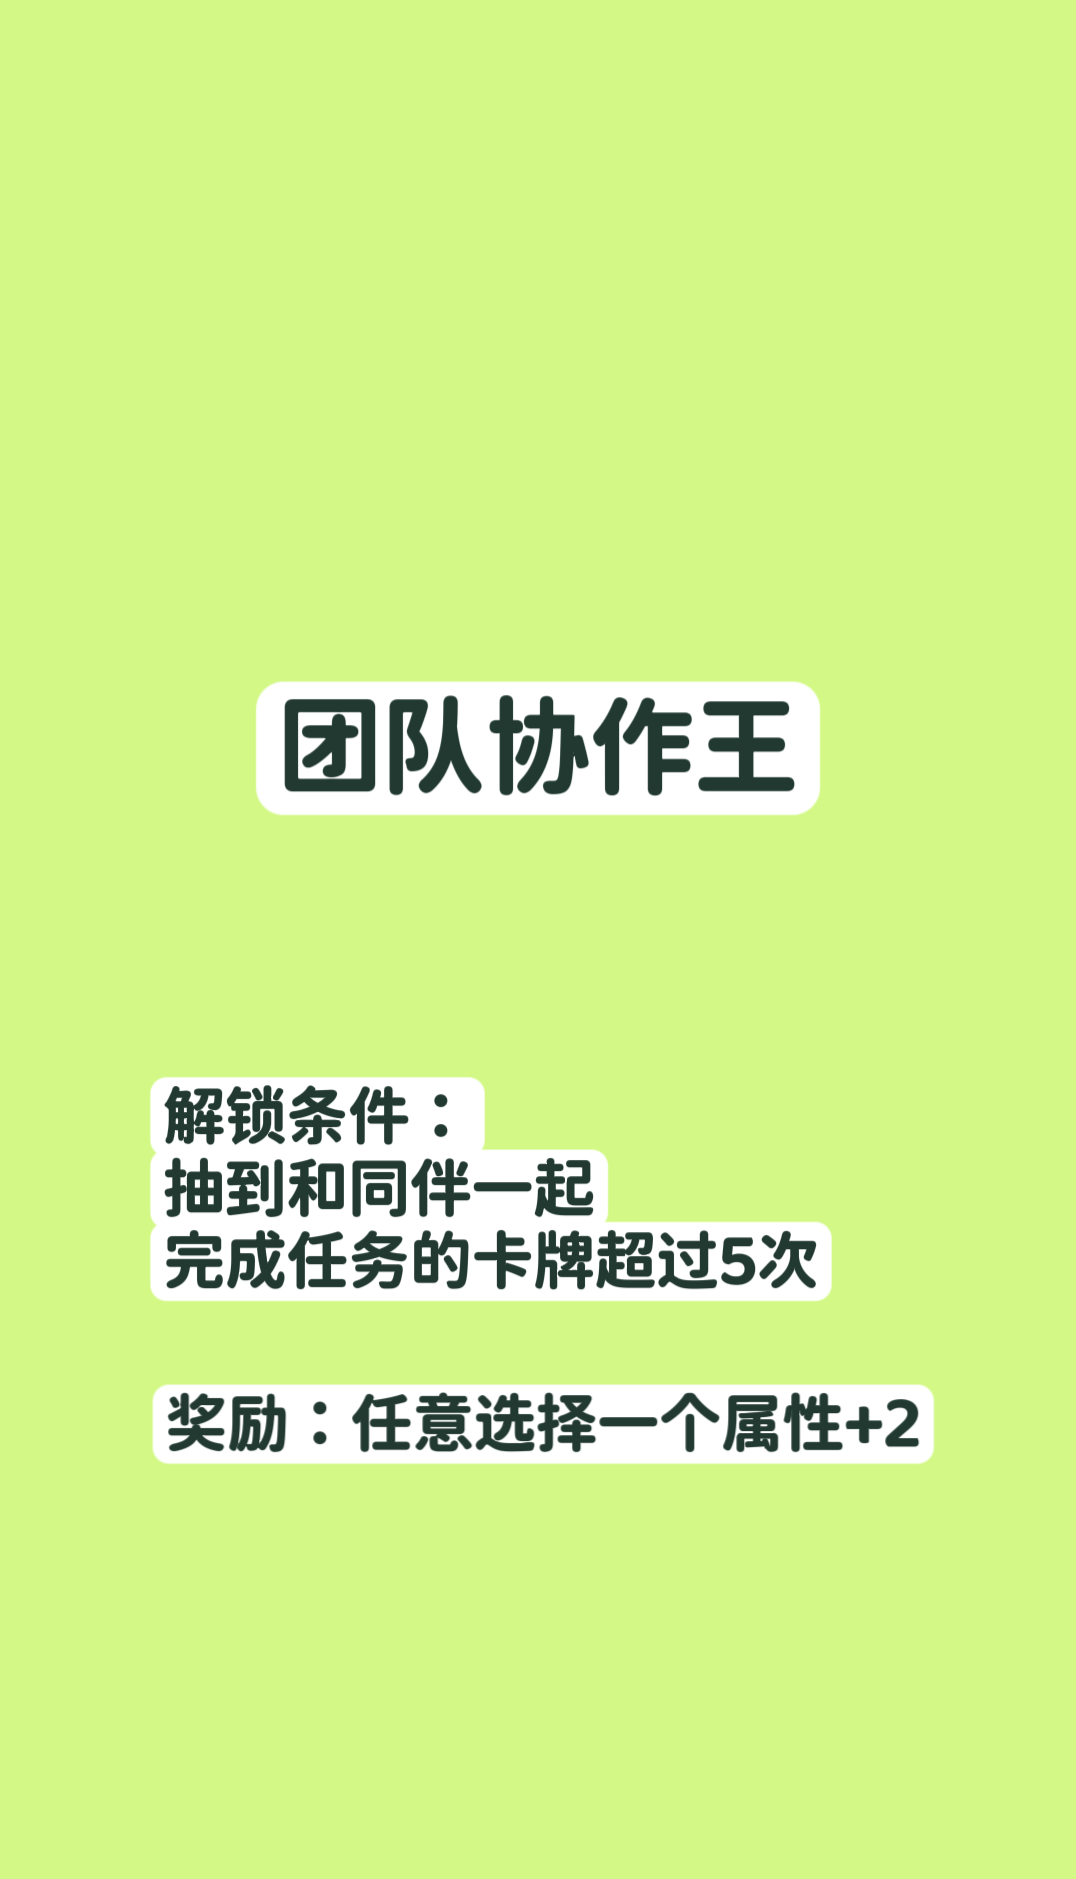 团队协作王
解锁条件：
抽到和同伴一起
完成任务的卡牌超过5次
奖励：任意选择一个属性+2